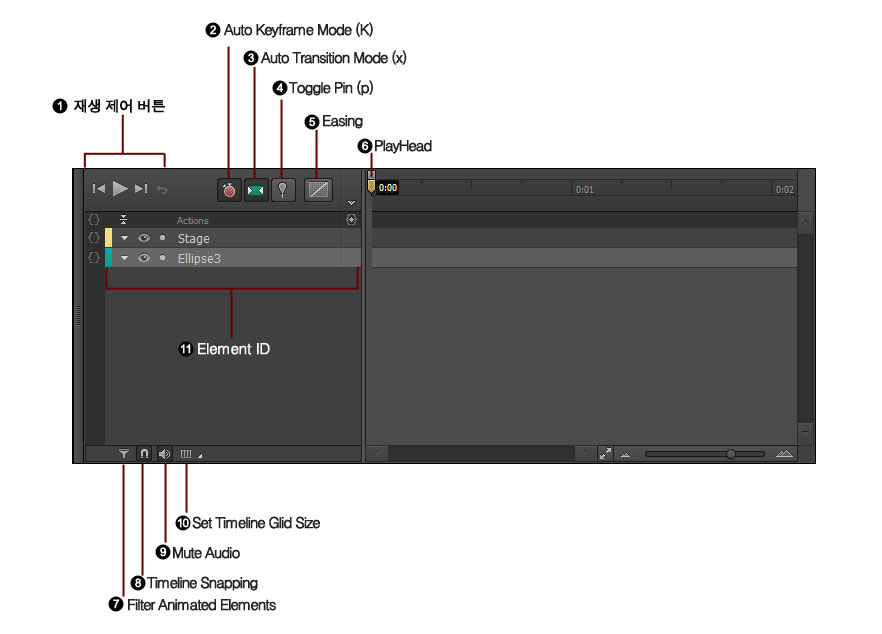 ❷ Auto Keyframe Mode (K)
❸ Auto Transition Mode (x)
❹ Toggle Pin (p)
❶ 재생 제어 버튼
❺ Easing
❻ PlayHead
0:00
0:01
0:02
Actions
Stage
Ellipse3
⓫ Element ID
❿ Set Timeline Glid Size
❾ Mute Audio
❽ Timeline Snapping
❼ Filter Animated Elements